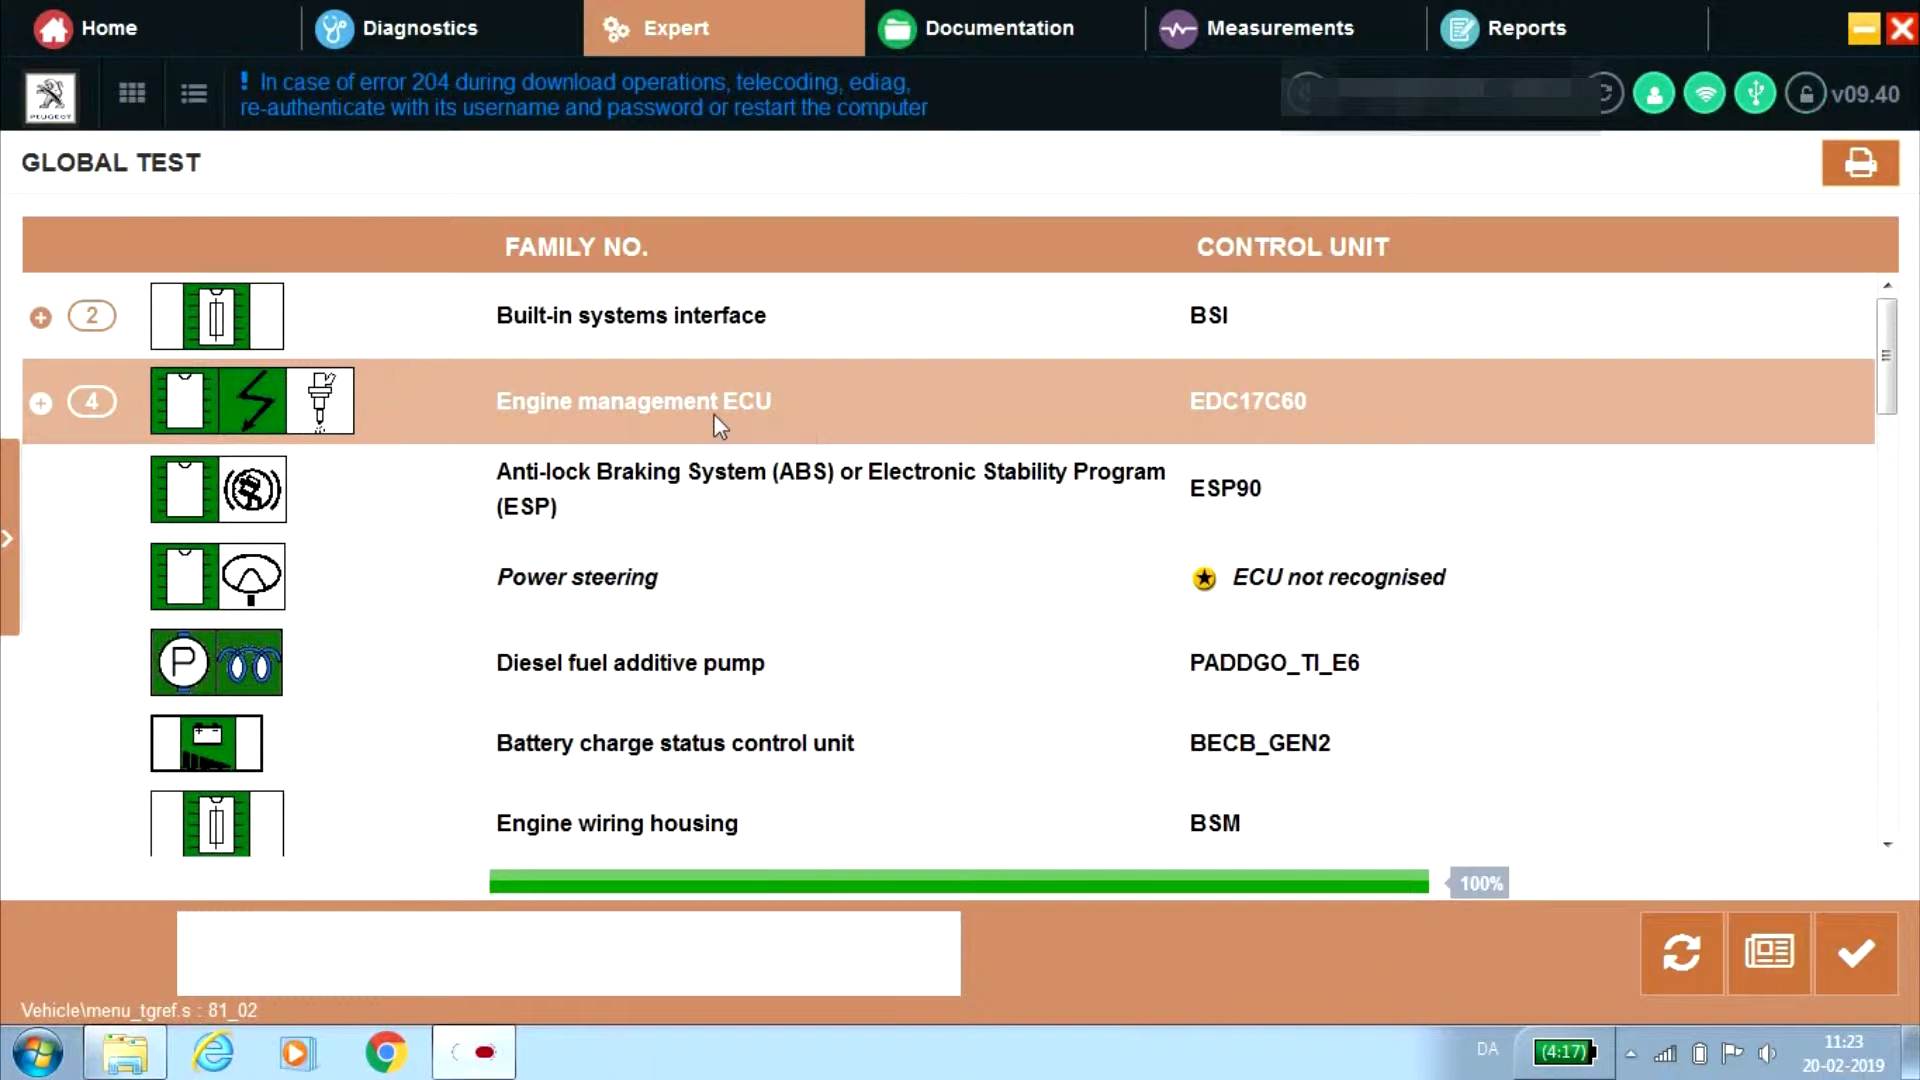 Home
Diagnostics
Expert
Documentation
Measurements
Reports
PEUGEOT
! In case of error 204 during download operations, telecoding, ediag,
re-authenticate with its username and password or restart the computer
v09.40
GLOBAL TEST
FAMILY NO.
CONTROL UNIT
2
Built-in systems interface
BSI
4
Engine management ECU
EDC17C60
Anti-lock Braking System (ABS) or Electronic Stability Program
(ESP)
ESP90
Power steering
ECU not recognised
P
Diesel fuel additive pump
PADDGO_TI_E6
Battery charge status control unit
BECB_GEN2
Engine wiring housing
BSM
100%
Vehicle\menu_tgref.s : 81_02
DA
(4:17)
11:23
20-02-2019